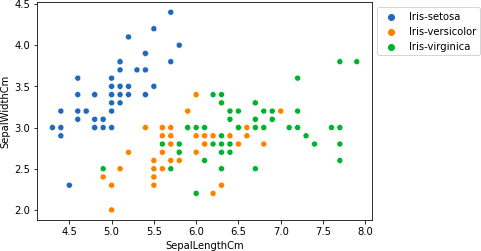 4.5
4.0
3.5
3.0
2.5
2.0
SepalWidthCm
4.5 5.0 5.5 6.0 6.5 7.0 7.5 8.0
SepalLengthCm
Iris-setosa
Iris-versicolor
Iris-virginica